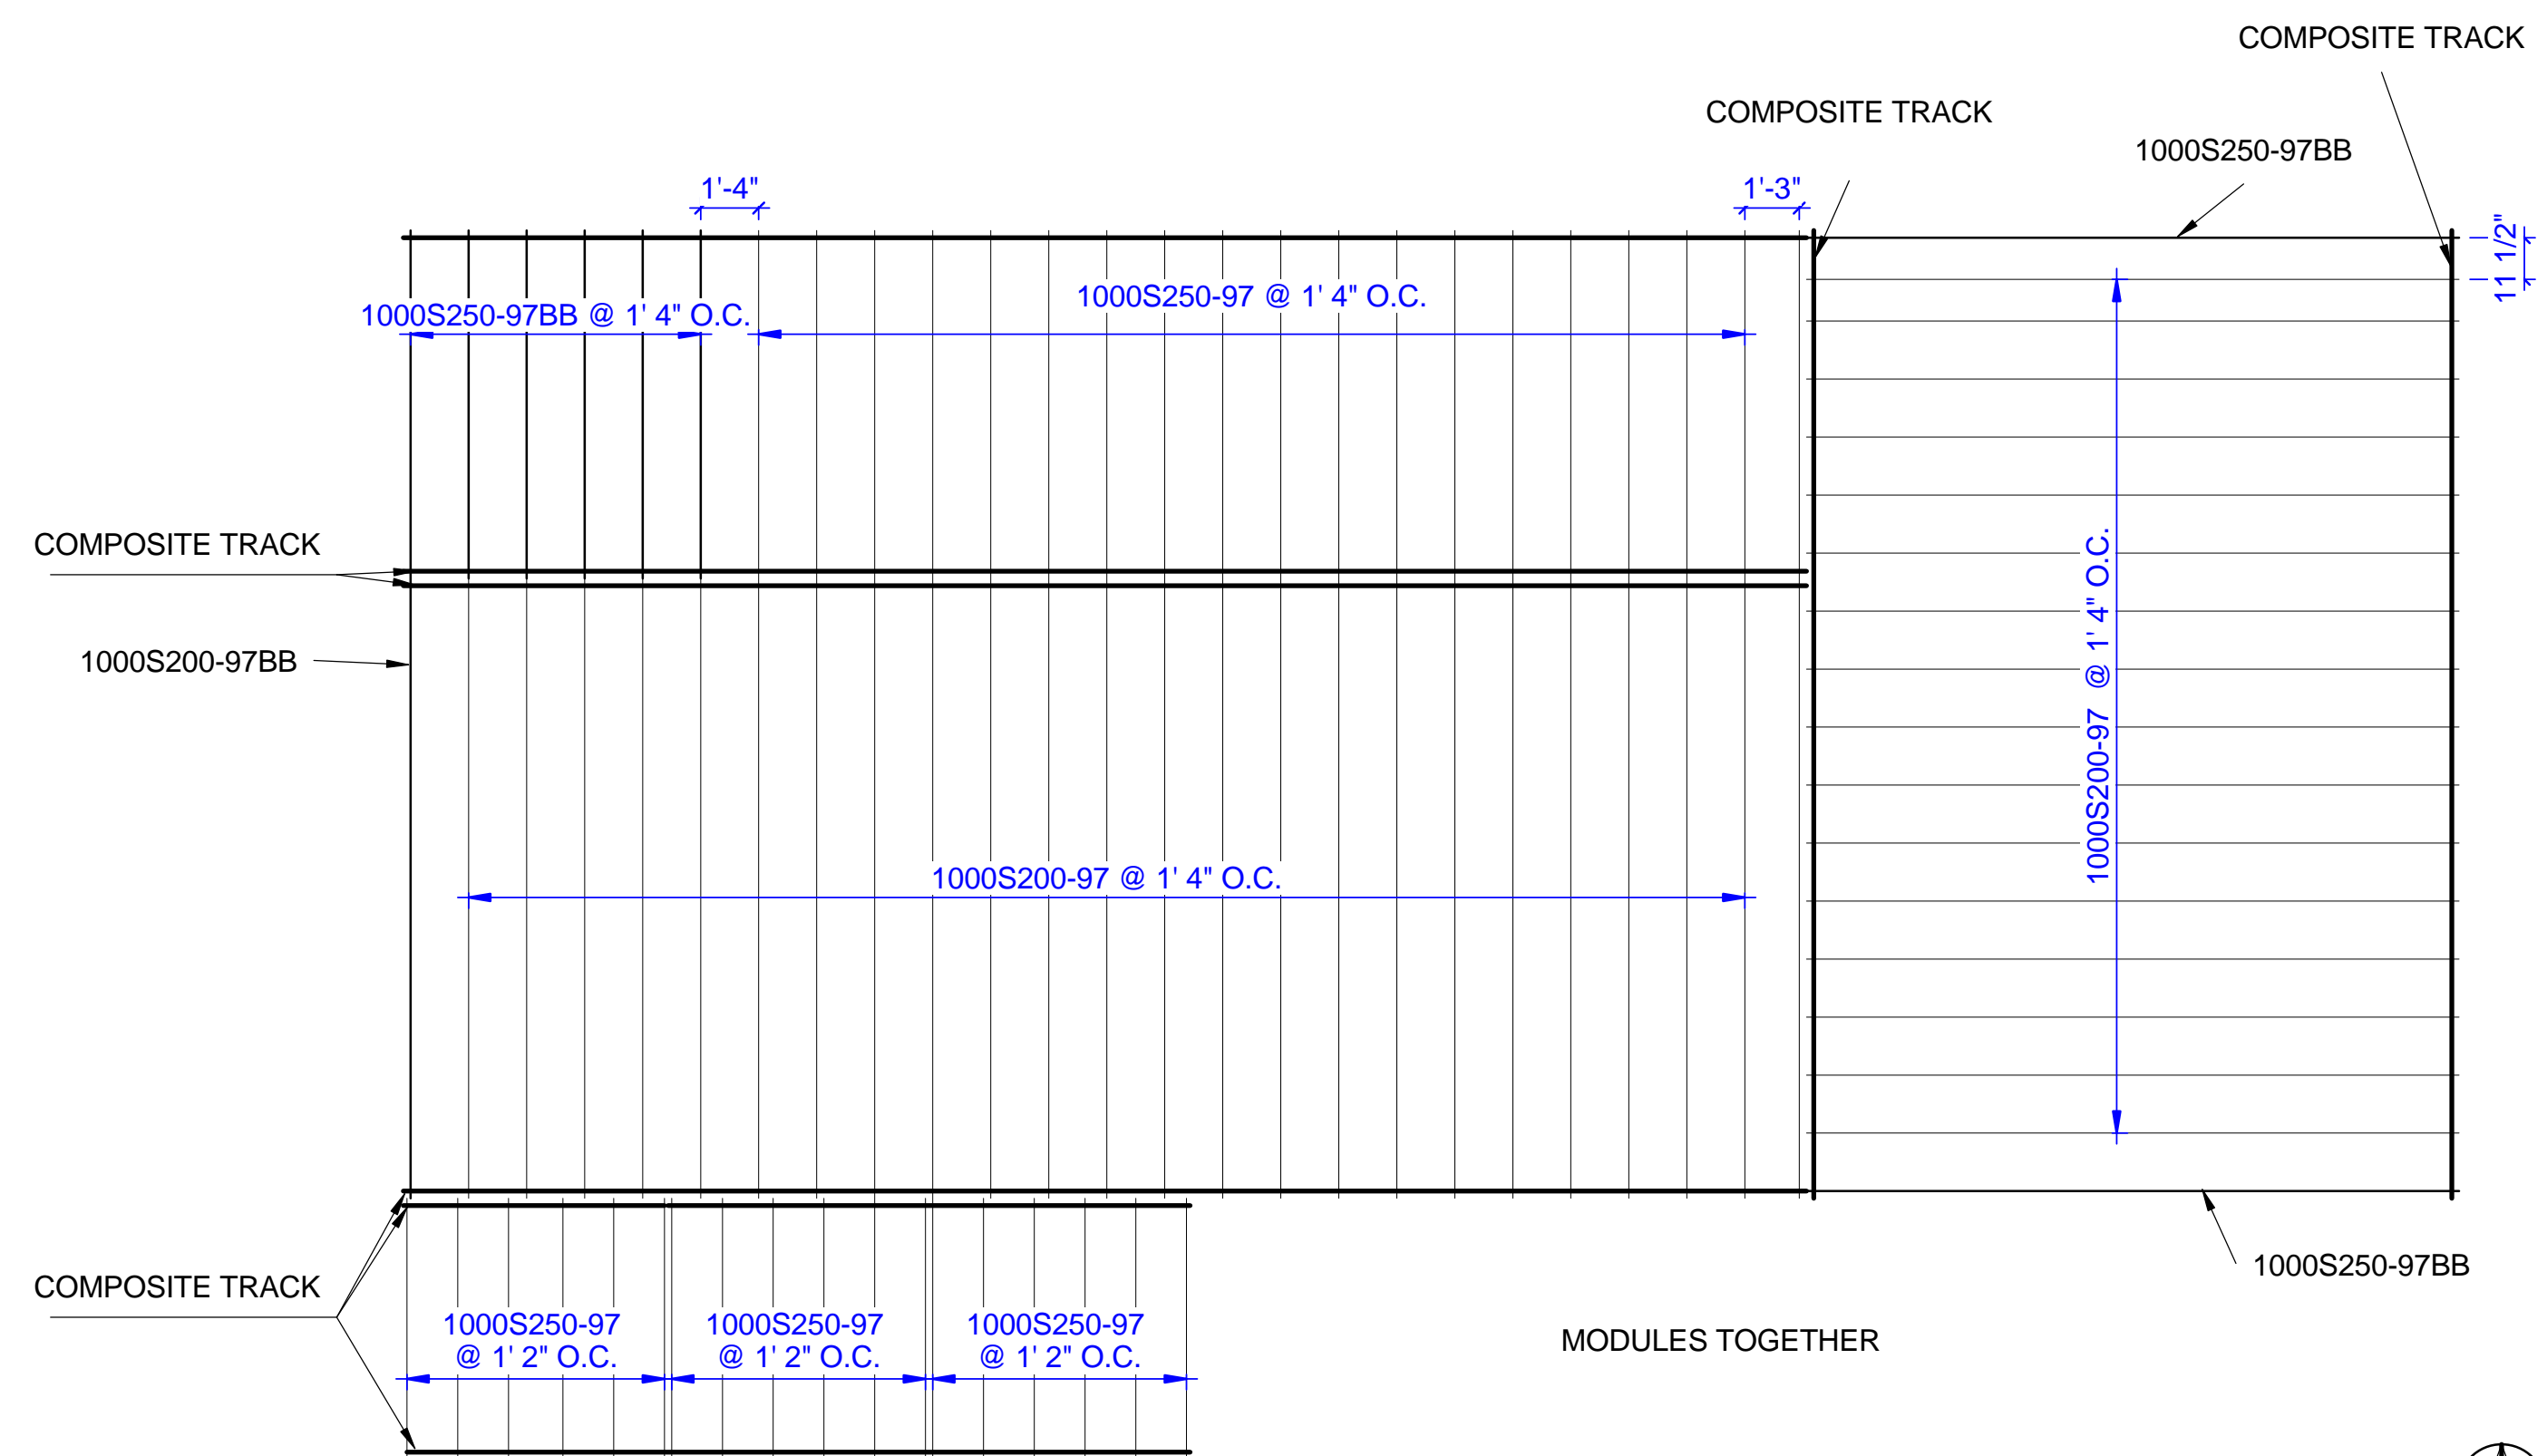 COMPOSITE TRACK
COMPOSITE TRACK
1000S250-97BB
1'-4"
1'-3"
11 1/2"
1000S250-97 @ 1' 4" O.C.
1000S250-97BB @ 1' 4" O.C.
COMPOSITE TRACK
1000S200-97BB
1000S200-97 @ 1' 4" O.C.
1000S200-97 @ 1' 4" O.C.
1000S250-97BB
COMPOSITE TRACK
1000S250-97
@ 1' 2" O.C.
1000S250-97
@ 1' 2" O.C.
1000S250-97
@ 1' 2" O.C.
MODULES TOGETHER